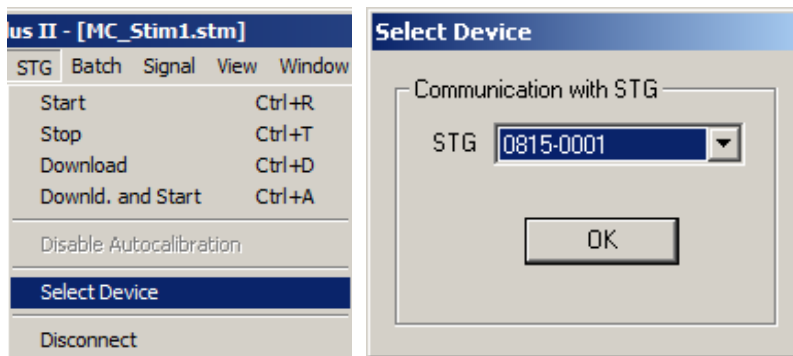 lus II - [MC_Stim1.stm]
STG Batch Signal View Window
Start Ctrl+R
Stop Ctrl+T
Download Ctrl+D
Downld. and Start Ctrl+A
Disable Autocalibration
Select Device
Disconnect
Select Device
Communication with STG
STG 0815-0001
OK